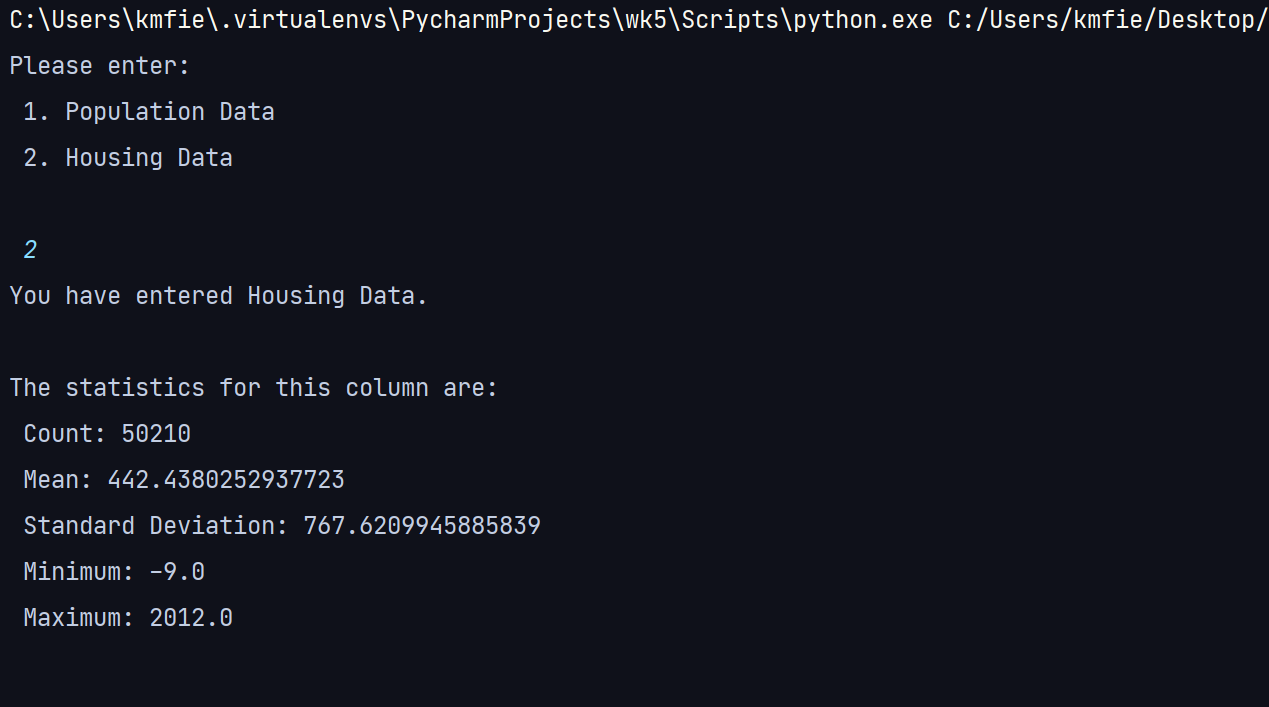 C:\Users\kmfie\.virtualenvs\PycharmProjects\wk5\Scripts\python.exe C:/Users/kmfie/Desktop/
Please enter:
1. Population Data
2. Housing Data
2
You have entered Housing Data.
The statistics for this column are:
Count: 50210
Mean: 442.4380252937723
Standard Deviation: 767.6209945885839
Minimum: -9.0
Maximum: 2012.0